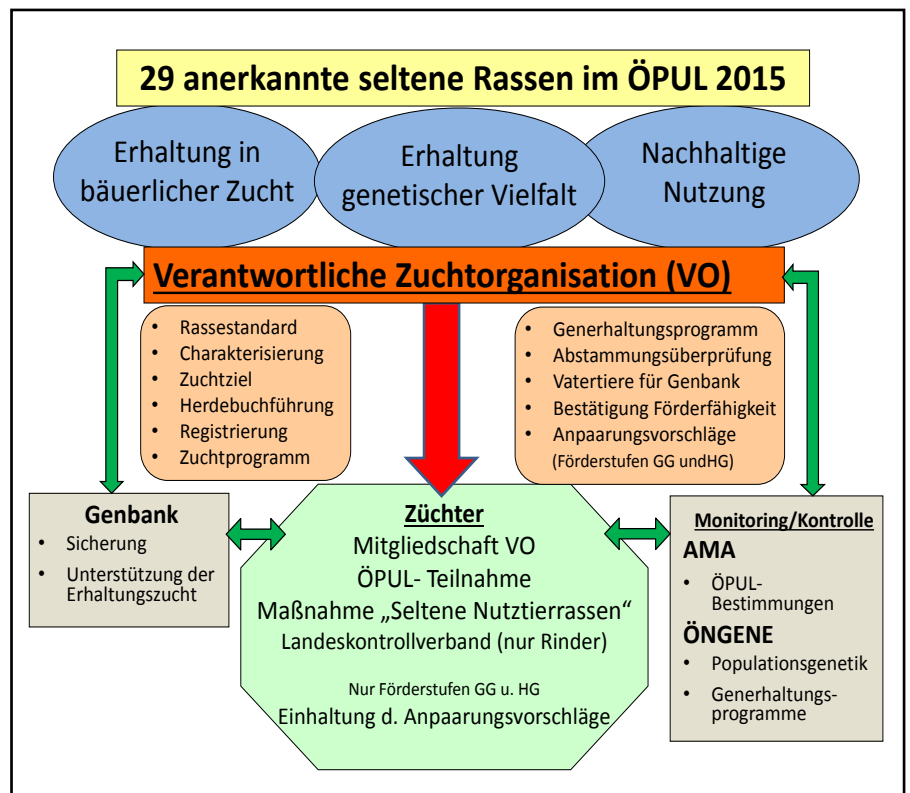 29 anerkannte seltene Rassen im ÖPUL 2015
Erhaltung in
bäuerlicher Zucht
Erhaltung
genetischer Vielfalt
Nachhaltige
Nutzung
Verantwortliche Zuchtorganisation (VO)
• Rassestandard
• Charakterisierung
• Zuchtziel
• Herdebuchführung
• Registrierung
• Zuchtprogramm
• Generhaltungsprogramm
• Abstammungsüberprüfung
• Vatertiere für Genbank
• Bestätigung Förderfähigkeit
• Anpaarungsvorschläge
(Förderstufen GG undHG)
Genbank
• Sicherung
• Unterstützung der
Erhaltungszucht
Züchter
Mitgliedschaft VO
ÖPUL- Teilnahme
Maßnahme „Seltene Nutztierrassen“
Landeskontrollverband (nur Rinder)
Nur Förderstufen GG u. HG
Einhaltung d. Anpaarungsvorschläge
Monitoring/Kontrolle
AMA
• ÖPUL-
Bestimmungen
ÖNGENE
• Populationsgenetik
• Generhaltungs-
programme